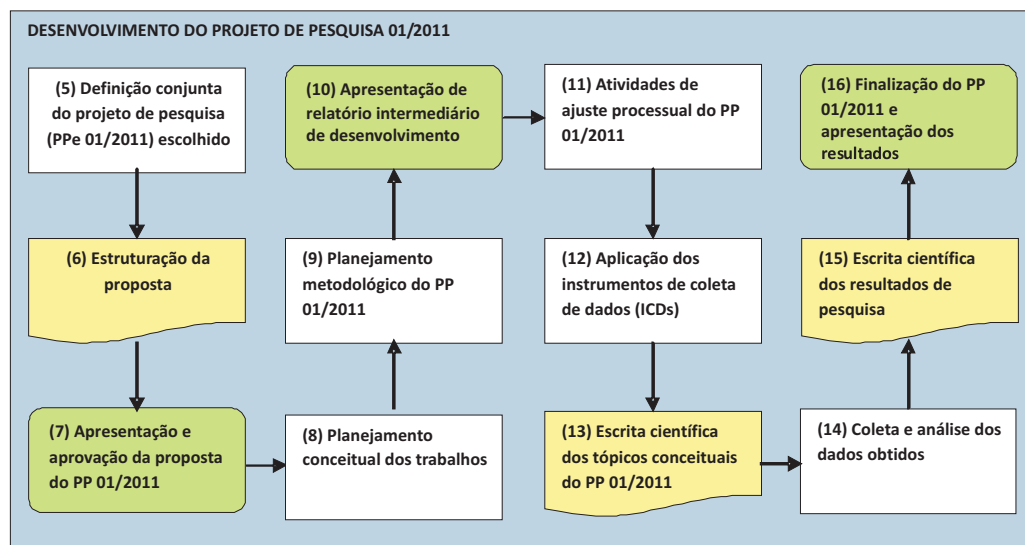 DESENVOLVIMENTO DO PROJETO DE PESQUISA 01/2011
(5) Definição conjunta
do projeto de pesquisa
(PPe 01/2011) escolhido
(6) Estruturação da
proposta
(7) Apresentação e
aprovação da proposta
do PP 01/2011
(8) Planejamento
conceitual dos trabalhos
(9) Planejamento
metodológico do PP
01/2011
(10) Apresentação de
relatório intermediário
de desenvolvimento
(11) Atividades de
ajuste processual do PP
01/2011
(12) Aplicação dos
instrumentos de coleta
de dados (ICDs)
(13) Escrita científica
dos tópicos conceituais
do PP 01/2011
(14) Coleta e análise dos
dados obtidos
(15) Escrita científica
dos resultados de
pesquisa
(16) Finalização do PP
01/2011 e
apresentação dos
resultados